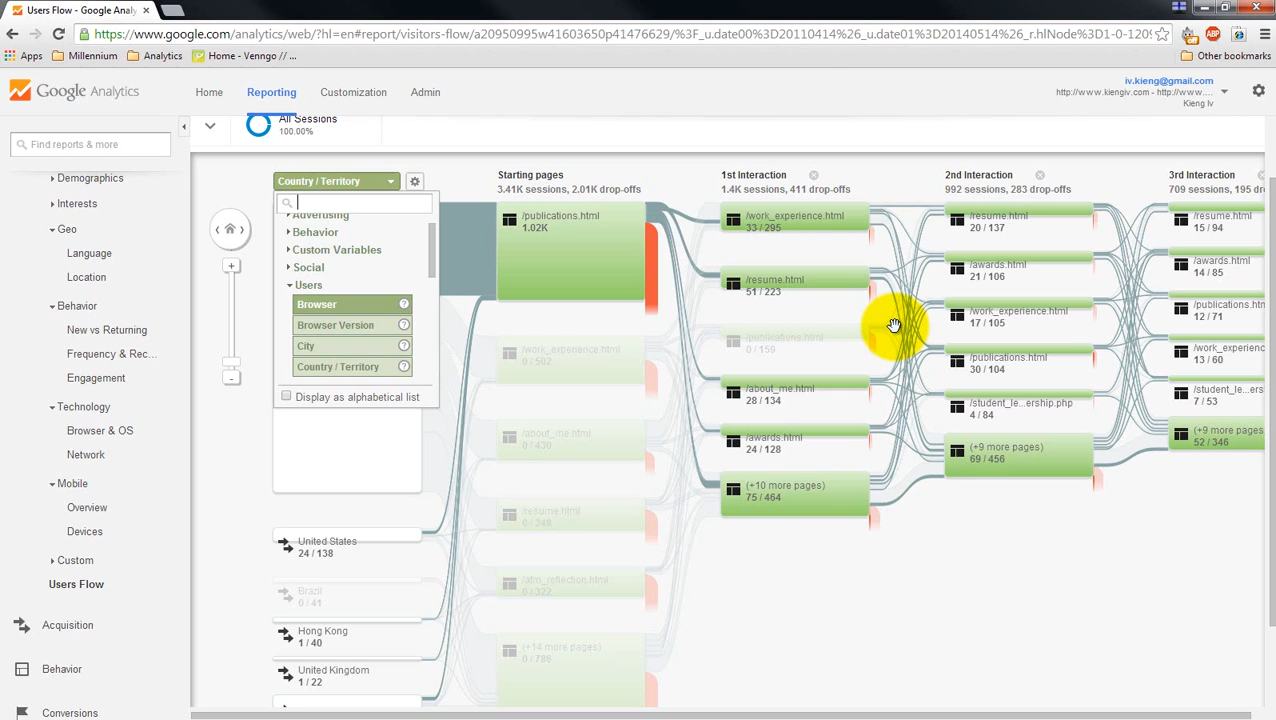 Users Flow - Google Analy
https://www.google.com/analytics/web/?hl=en#report/visitors-flow/a20950995w41103650p41476629/%3F_u.date00%3D20110414%26_u.date01%3D20140514%26_r.hlNode%3D1-0-1209
Apps
Millennium
Analytics
Home - Venngo // ...
Other bookmarks
off
ABP
Google Analytics
Home
Reporting
Customization
Admin
iv.kieng@gmail.com
http://www.kiengiv.com - http://www....
Kieng Iv
Find reports & more
All Sessions
100.00%
Demographics
Interests
Geo
Language
Location
Behavior
New vs Returning
Frequency & Rec...
Engagement
Technology
Browser & OS
Network
Mobile
Overview
Devices
Custom
Users Flow
Acquisition
Behavior
Conversions
Country / Territory
Advertising
Behavior
Custom Variables
Social
Users
Browser ?
Browser Version ?
City ?
Country / Territory ?
Display as alphabetical list
United States
24 / 138
Brazil
0 / 41
Hong Kong
1 / 40
United Kingdom
1 / 22
Starting pages
3.41K sessions, 2.01K drop-offs
/publications.html
1.02K
/work_experience.html
0 / 502
/about_me.html
0 / 430
/resume.html
0 / 348
/atm_reflection.html
0 / 322
(+14 more pages)
0 / 786
1st Interaction
1.4K sessions, 411 drop-offs
/work_experience.html
33 / 295
/resume.html
51 / 223
/publications.html
0 / 159
/about_me.html
28 / 134
/awards.html
24 / 128
(+10 more pages)
75 / 464
2nd Interaction
992 sessions, 283 drop-offs
/resume.html
20 / 137
/awards.html
21 / 106
/work_experience.html
17 / 105
/publications.html
30 / 104
/student_le...ership.php
4 / 84
(+9 more pages)
69 / 456
3rd Interaction
709 sessions, 195 dro
/resume.html
15 / 94
/awards.html
14 / 85
/publications.htm
12 / 71
/work_experienc
13 / 60
/student_le...ers
7 / 53
(+9 more pages
52 / 346